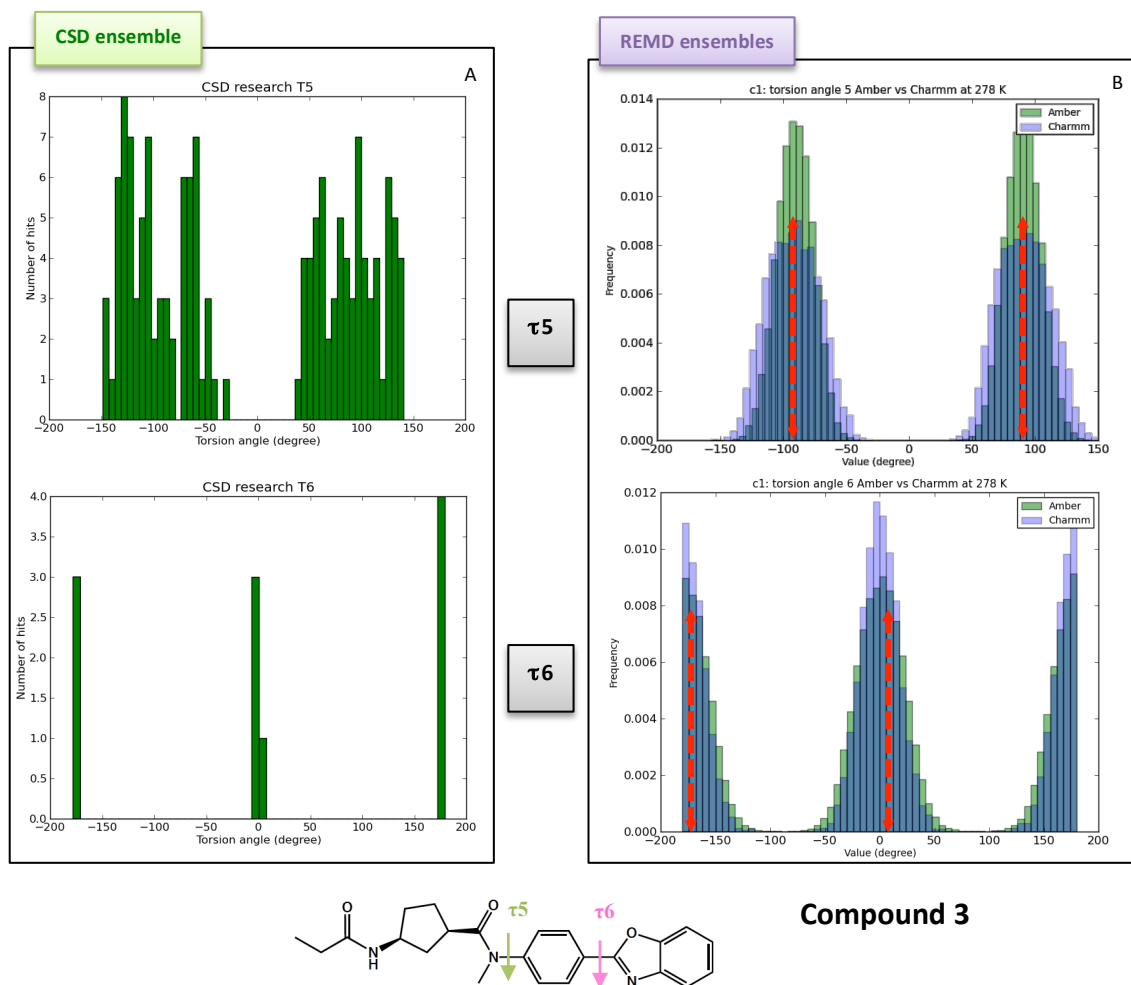 CSD ensemble
REMD ensembles
A
CSD research T5
8
7
6
5
4
3
2
1
0
Number of hits
−200 −150 −100 −50 0 50 100 150 200
Torsion angle (degree)
B
c1: torsion angle 5 Amber vs Charmm at 278 K
Amber
Charmm
0.014
0.012
0.010
0.008
0.006
0.004
0.002
0.000
Frequency
−200 −150 −100 −50 0 50 100 150
Value (degree)
τ5
CSD research T6
4.0
3.5
3.0
2.5
2.0
1.5
1.0
0.5
0.0
Number of hits
−200 −150 −100 −50 0 50 100 150 200
Torsion angle (degree)
c1: torsion angle 6 Amber vs Charmm at 278 K
Amber
Charmm
0.012
0.010
0.008
0.006
0.004
0.002
0.000
Frequency
−200 −150 −100 −50 0 50 100 150 200
Value (degree)
τ6
Compound 3
O
N
H
O
N
τ5
τ6
O
N